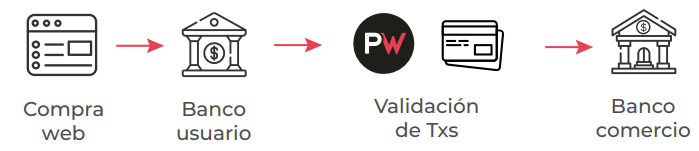 PW
Compra
web
Banco
usuario
Validación
de Txs
Banco
comercio